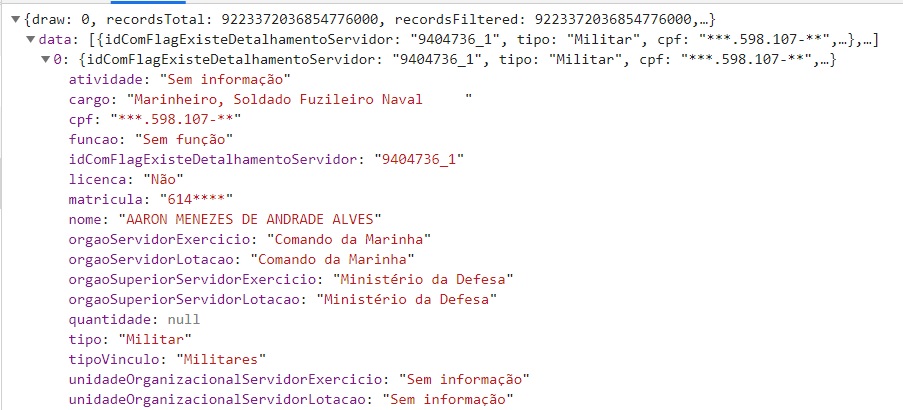 ▼{draw: 0, recordsTotal: 9223372036854776000, recordsFiltered: 9223372036854776000,…}
▼data: [{idComFlagExisteDetalhamentoServidor: "9404736_1", tipo: "Militar", cpf: "***.598.107-**",…},…]
▼0: {idComFlagExisteDetalhamentoServidor: "9404736_1", tipo: "Militar", cpf: "***.598.107-**",…}
atividade: "Sem informação"
cargo: "Marinheiro, Soldado Fuzileiro Naval     "
cpf: "***.598.107-**"
funcao: "Sem função"
idComFlagExisteDetalhamentoServidor: "9404736_1"
licenca: "Não"
matricula: "614****"
nome: "AARON MENEZES DE ANDRADE ALVES"
orgaoServidorExercicio: "Comando da Marinha"
orgaoServidorLotacao: "Comando da Marinha"
orgaoSuperiorServidorExercicio: "Ministério da Defesa"
orgaoSuperiorServidorLotacao: "Ministério da Defesa"
quantidade: null
tipo: "Militar"
tipoVinculo: "Militares"
unidadeOrganizacionalServidorExercicio: "Sem informação"
unidadeOrganizacionalServidorLotacao: "Sem informação"